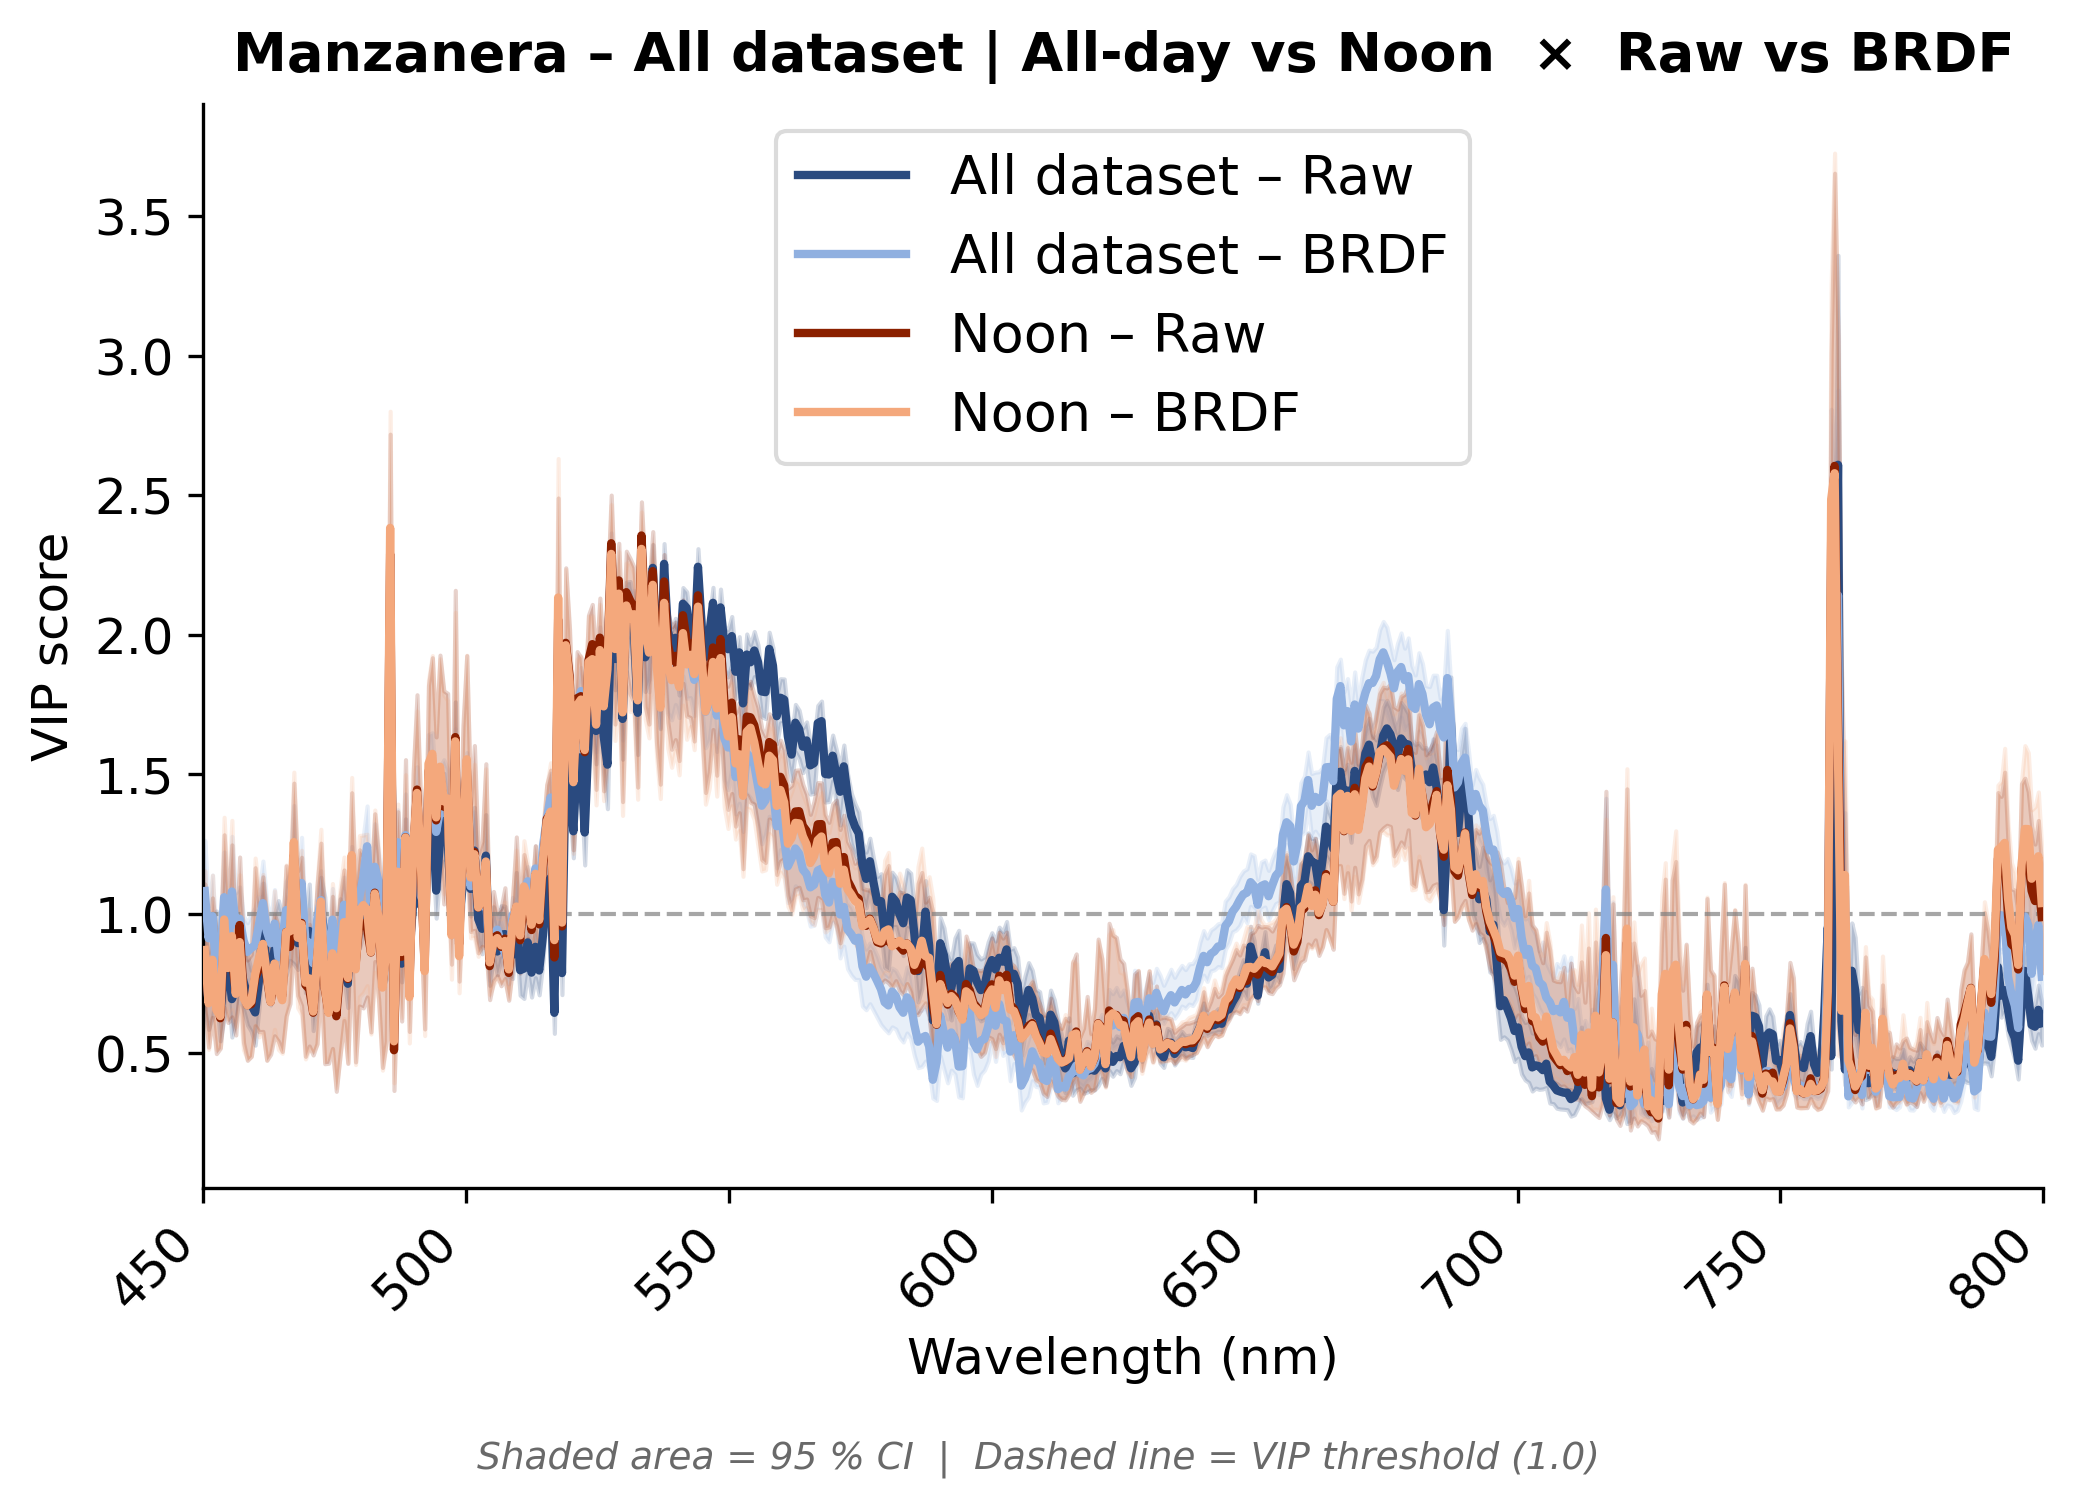 Manzanera – All dataset | All-day vs Noon × Raw vs BRDF
All dataset – Raw
All dataset – BRDF
Noon – Raw
Noon – BRDF
VIP score
3.5
3.0
2.5
2.0
1.5
1.0
0.5
450
500
550
600
650
700
750
800
Wavelength (nm)
Shaded area = 95 % CI | Dashed line = VIP threshold (1.0)